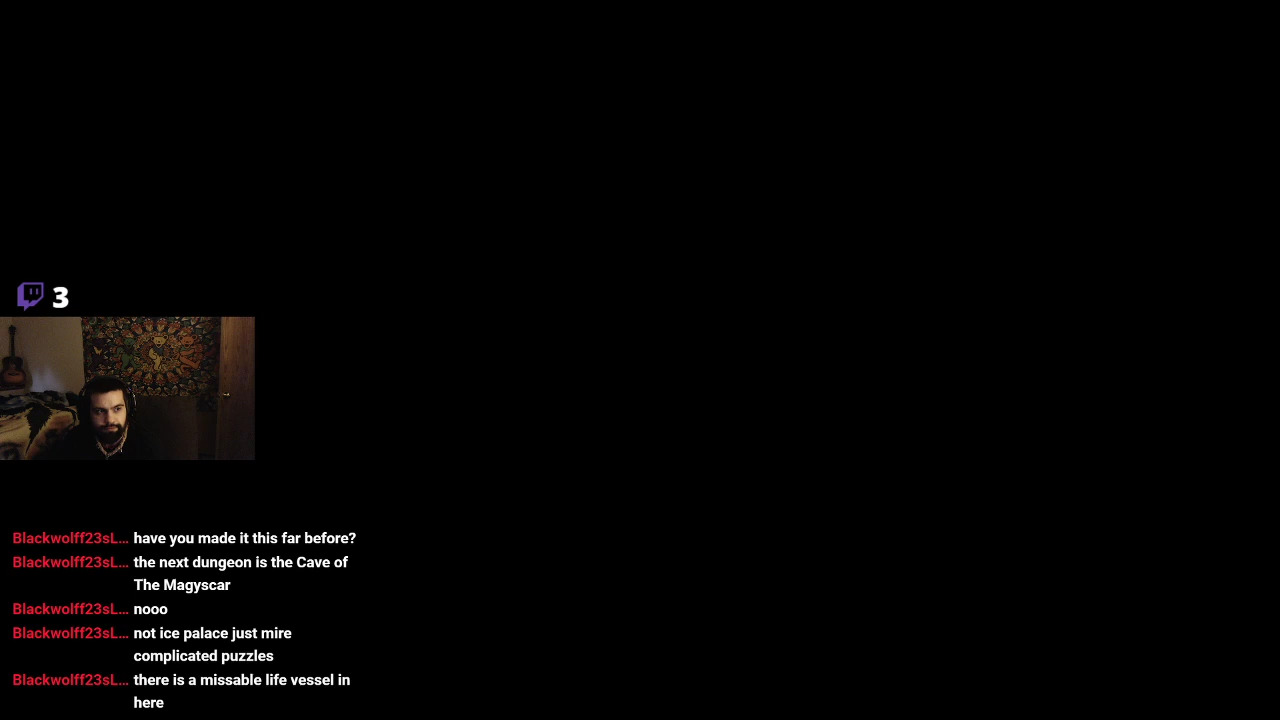 3
Blackwolff23sL... have you made it this far before?
Blackwolff23sL... the next dungeon is the Cave of
The Magyscar
Blackwolff23sL... nooo
Blackwolff23sL... not ice palace just mire
complicated puzzles
Blackwolff23sL... there is a missable life vessel in
here